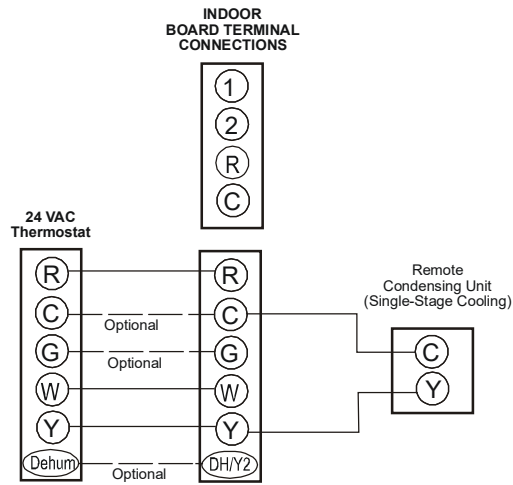 INDOOR
BOARD TERMINAL
CONNECTIONS
1
2
R
C
24 VAC
Thermostat
R
C
G
W
Y
Dehum
Optional
Optional
Optional
R
C
G
W
Y
DH/Y2
Remote
Condensing Unit
(Single-Stage Cooling)
C
Y